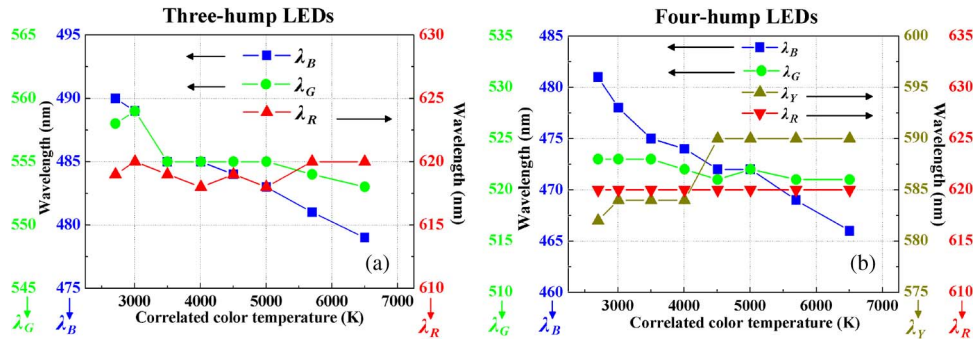 Three-hump LEDs
565
560
555
550
545
λG
495
490
485
480
475
λB
Wavelength (nm)
λB
λG
λR
(a)
3000 4000 5000 6000 7000
Correlated color temperature (K)
630
625
620
615
610
λR
Wavelength (nm)
Four-hump LEDs
535
530
525
520
515
510
λG
485
480
475
470
465
460
λB
Wavelength (nm)
λB
λG
λY
λR
(b)
3000 4000 5000 6000 7000
Correlated color temperature (K)
600
595
590
585
580
575
λY
Wavelength (nm)
635
630
625
620
615
610
λR